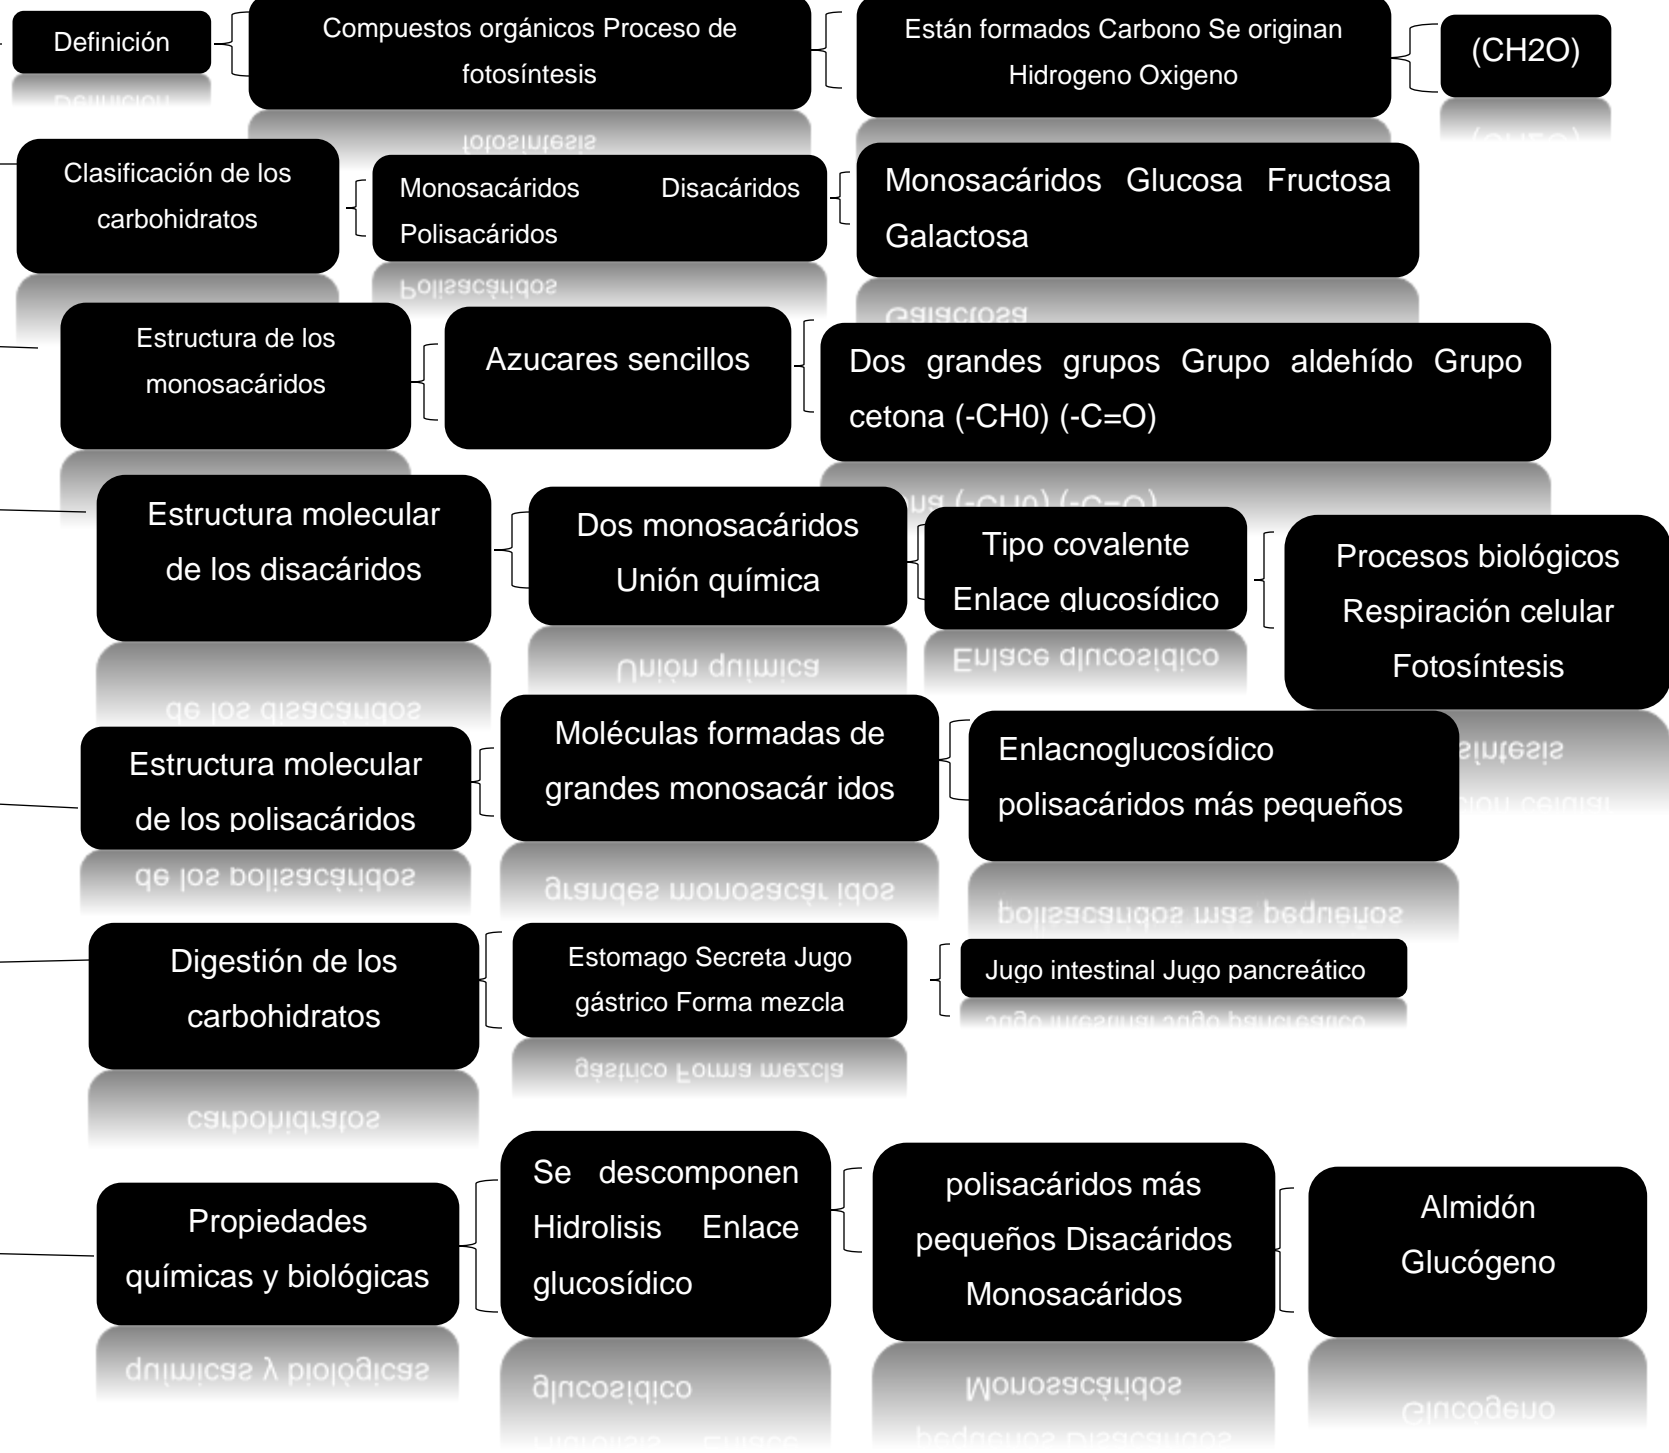 Definición
Compuestos orgánicos Proceso de
fotosíntesis
Están formados Carbono Se originan
Hidrogeno Oxigeno
(CH2O)
Clasificación de los
carbohidratos
Monosacáridos Disacáridos
Polisacáridos
Monosacáridos Glucosa Fructosa
Galactosa
Estructura de los
monosacáridos
Azucares sencillos
Dos grandes grupos Grupo aldehído Grupo
cetona (-CH0) (-C=O)
Estructura molecular
de los disacáridos
Dos monosacáridos
Unión química
Tipo covalente
Enlace glucosídico
Procesos biológicos
Respiración celular
Fotosíntesis
Estructura molecular
de los polisacáridos
Moléculas formadas de
grandes monosacár idos
Enlacnoglucosídico
polisacáridos más pequeños
Digestión de los
carbohidratos
Estomago Secreta Jugo
gástrico Forma mezcla
Jugo intestinal Jugo pancreático
Propiedades
químicas y biológicas
Se descomponen
Hidrolisis Enlace
glucosídico
polisacáridos más
pequeños Disacáridos
Monosacáridos
Almidón
Glucógeno